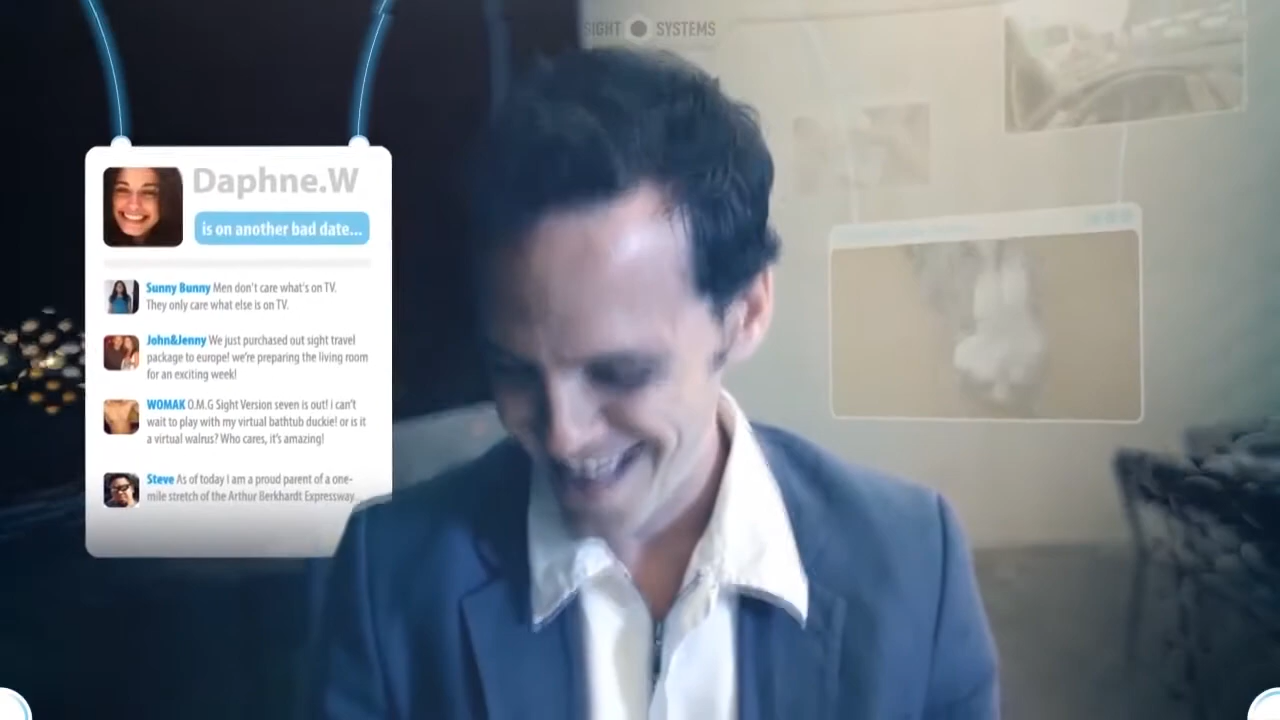 SIGHT SYSTEMS
Daphne.W
is on another bad date...
Sunny Bunny Men don't care what's on TV.
They only care what else is on TV.
John&Jenny We just purchased out sight travel
package to europe! we're preparing the living room
for an exciting week!
WOMAK O.M.G Sight Version seven is out! i can't
wait to play with my virtual bathtub duckie! or is it
a virtual walrus? Who cares, it's amazing!
Steve As of today I am a proud parent of a one-
mile stretch of the Arthur Berkhardt Expressway...